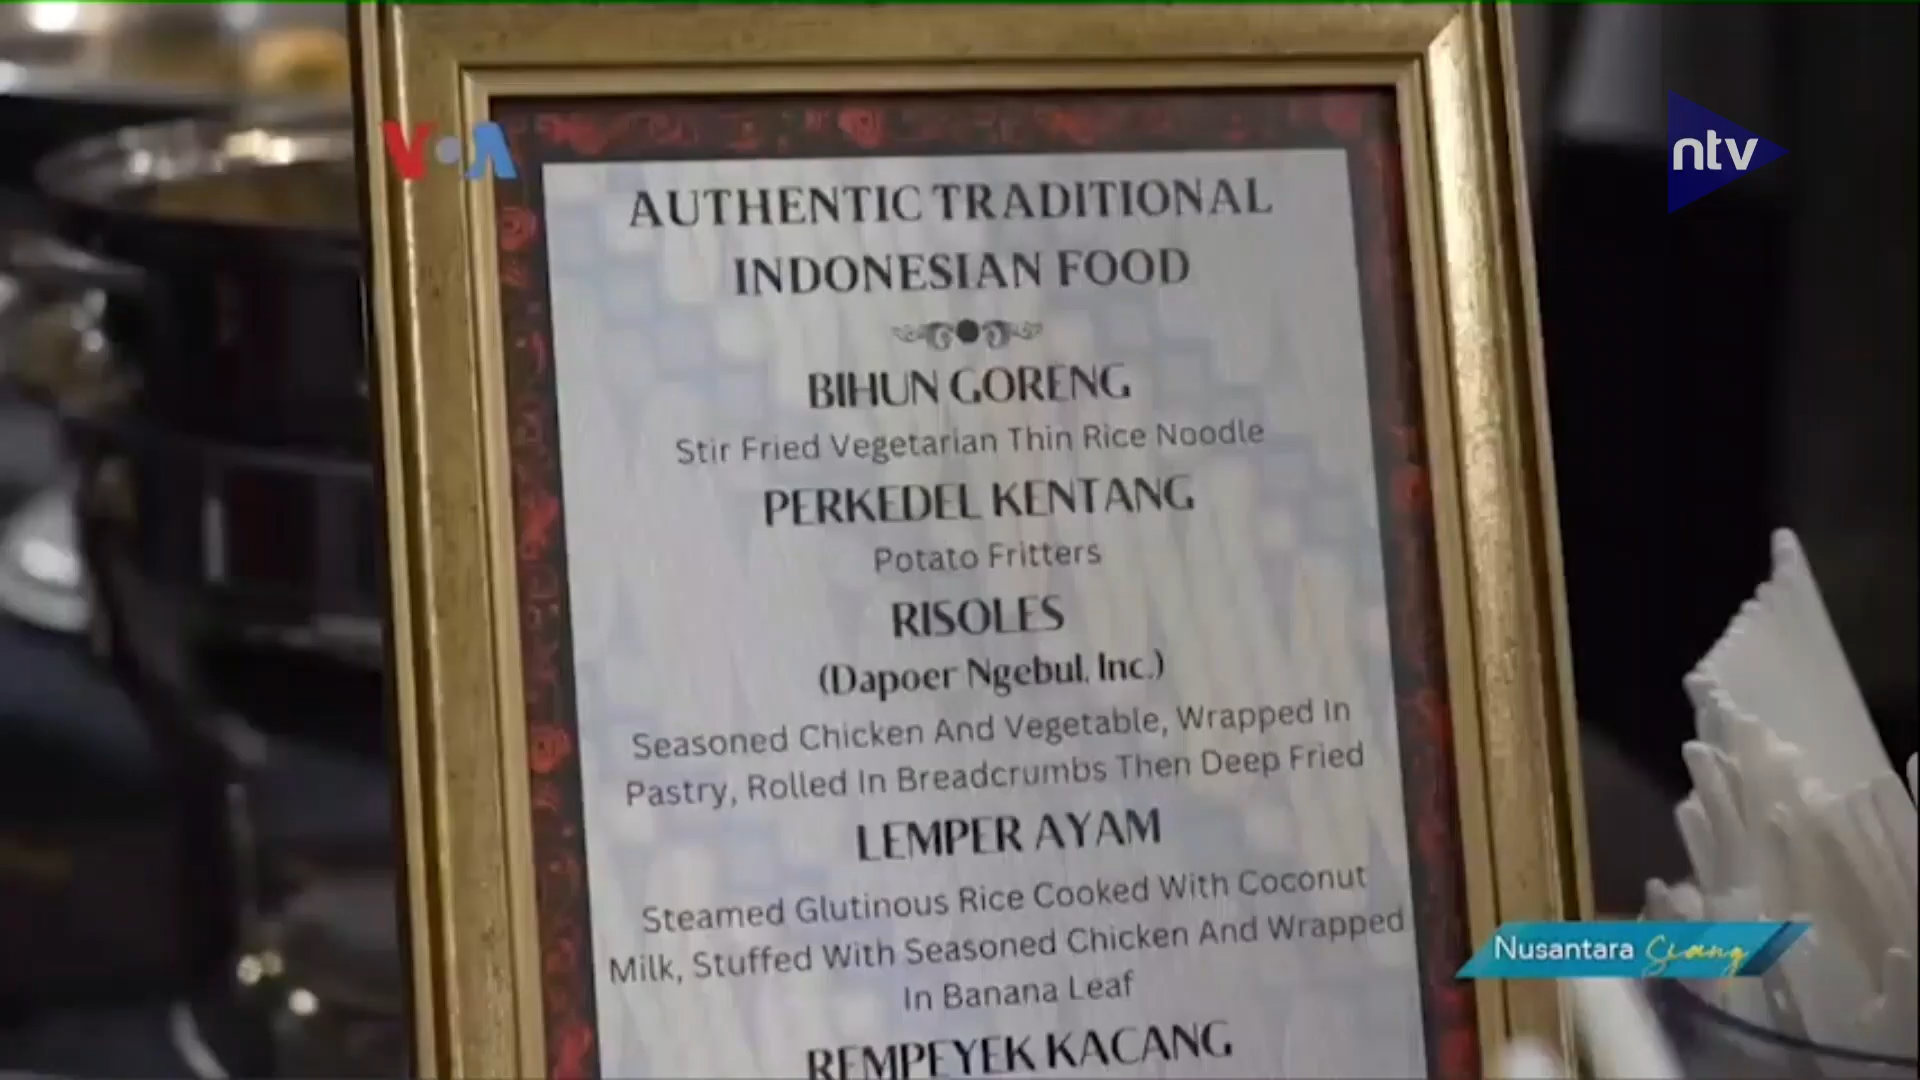 VOA
ntv
AUTHENTIC TRADITIONAL
INDONESIAN FOOD
BIHUN GORENG
Stir Fried Vegetarian Thin Rice Noodle
PERKEDEL KENTANG
Potato Fritters
RISOLES
(Dapoer Ngebul, Inc.)
Seasoned Chicken And Vegetable, Wrapped In
Pastry, Rolled In Breadcrumbs Then Deep Fried
LEMPER AYAM
Steamed Glutinous Rice Cooked With Coconut
Milk, Stuffed With Seasoned Chicken And Wrapped
In Banana Leaf
Nusantara Siang
REMPEYEK KACANG